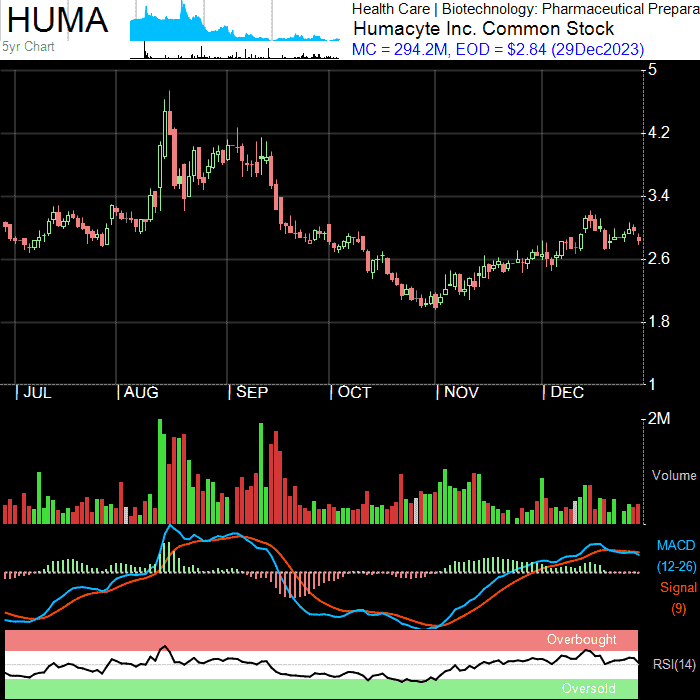 HUMA
5yr Chart
Health Care | Biotechnology: Pharmaceutical Prepara
Humacyte Inc. Common Stock
MC = 294.2M, EOD = $2.84 (29Dec2023)
5
4.2
3.4
2.6
1.8
1
| JUL | AUG | SEP | OCT | NOV | DEC
2M
Volume
MACD
(12-26)
Signal
(9)
Overbought
RSI(14)
Oversold